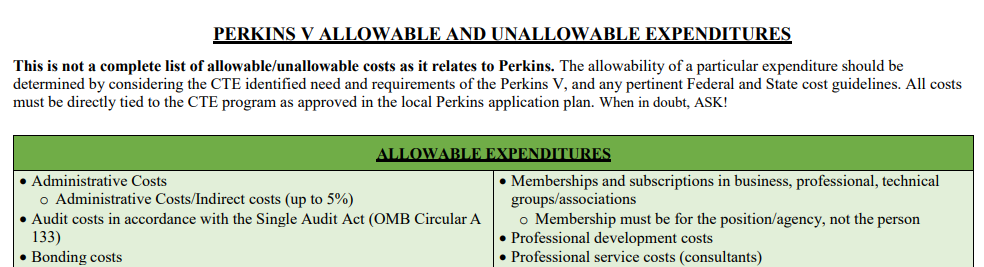 PERKINS V ALLOWABLE AND UNALLOWABLE EXPENDITURES
This is not a complete list of allowable/unallowable costs as it relates to Perkins. The allowability of a particular expenditure should be
determined by considering the CTE identified need and requirements of the Perkins V, and any pertinent Federal and State cost guidelines. All costs
must be directly tied to the CTE program as approved in the local Perkins application plan. When in doubt, ASK!
ALLOWABLE EXPENDITURES
• Administrative Costs
o Administrative Costs/Indirect costs (up to 5%)
• Audit costs in accordance with the Single Audit Act (OMB Circular A
133)
• Bonding costs
• Memberships and subscriptions in business, professional, technical
groups/associations
o Membership must be for the position/agency, not the person
• Professional development costs
• Professional service costs (consultants)